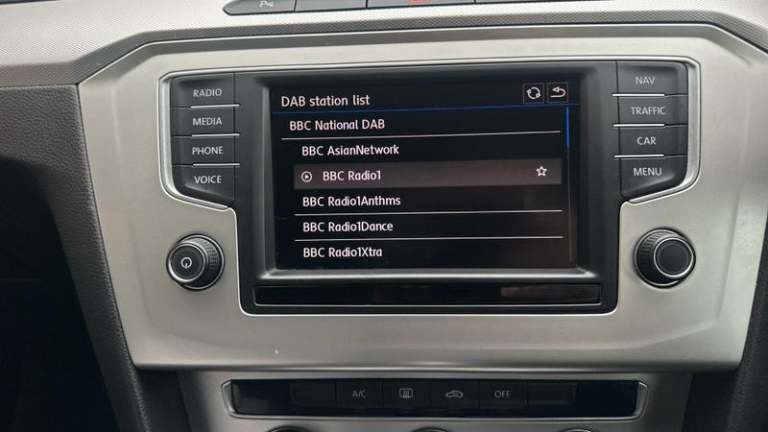 P
RADIO
MEDIA
PHONE
VOICE
DAB station list
BBC National DAB
BBC AsianNetwork
BBC Radio1
BBC Radio1Anthms
BBC Radio1Dance
BBC Radio1Xtra
NAV
TRAFFIC
CAR
MENU
A/C
OFF